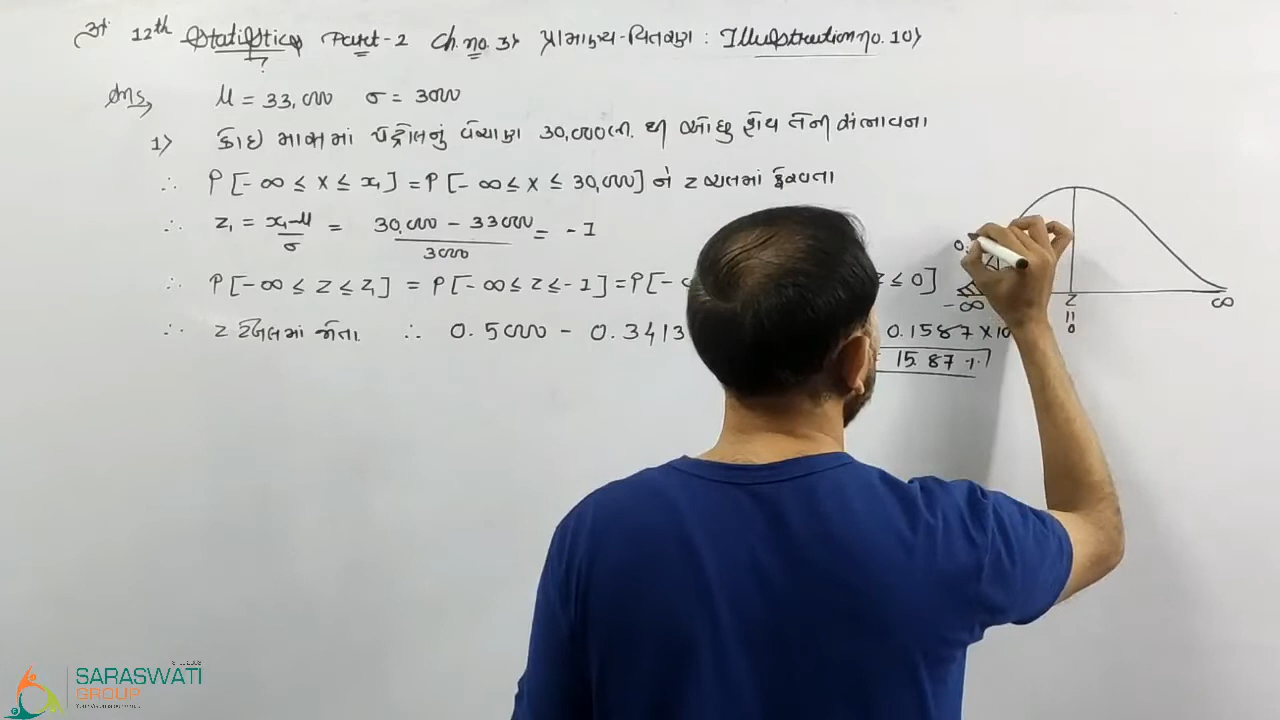 12th Statistics Part-2 Ch. no. 3) પ્રામાણ્ય-વિતરણ : Illustration no. 10)
Ans, μ = 33,000 σ = 3000
1) કોઈ માસમાં પેટ્રોલનું વેચાણ 30,000 લી. થી ઓછુ હોય તેની સંભાવના
∴ P [-∞ ≤ x ≤ x₁] = P [-∞ ≤ x ≤ 30,000] ને z ચલમાં ફેરવતા
∴ z₁ = x₁-μ / σ = 30,000 - 33000 / 3000 = -1
∴ P [-∞ ≤ z ≤ z₁] = P [-∞ ≤ z ≤ -1] = P [- z ≤ 0]
∴ z ટેબલમાં જોતા ∴ 0.5000 - 0.3413 0.1587 × 10
15.87 %
-∞ z = 0 ∞
SARASWATI
GROUP